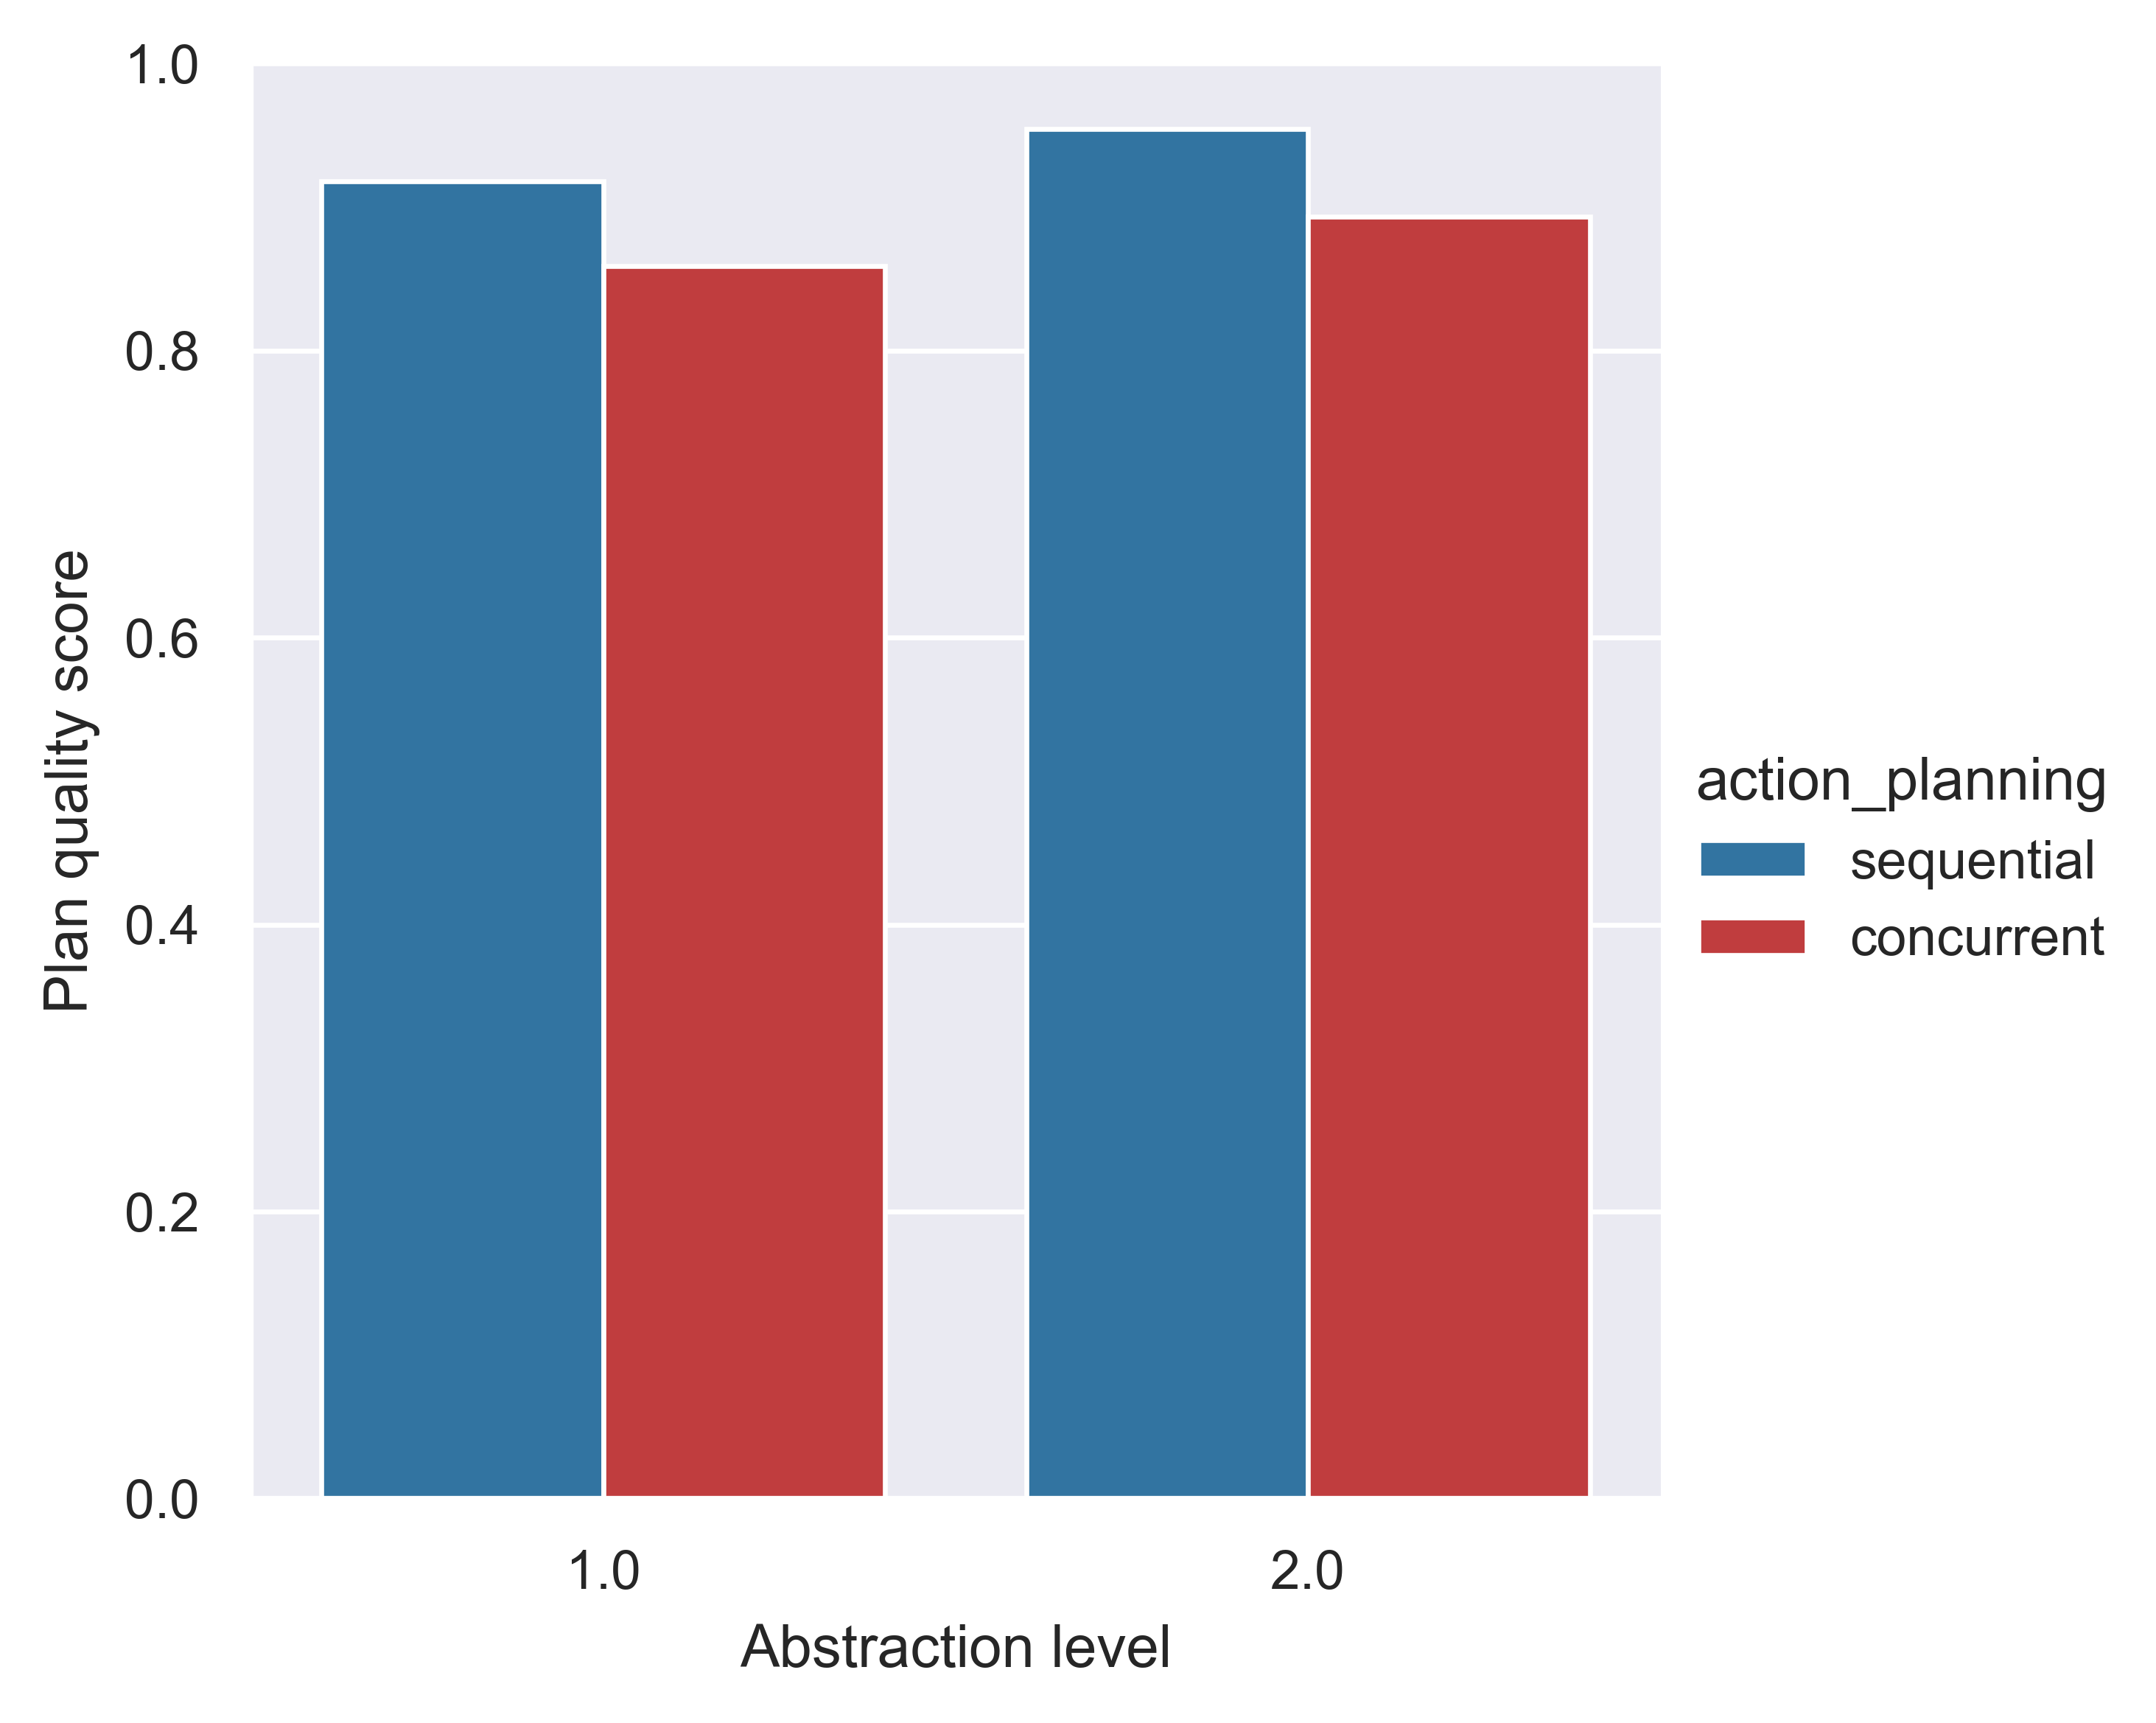 1.0
0.8
0.6
0.4
0.2
0.0
Plan quality score
1.0 2.0
Abstraction level
action_planning
sequential
concurrent